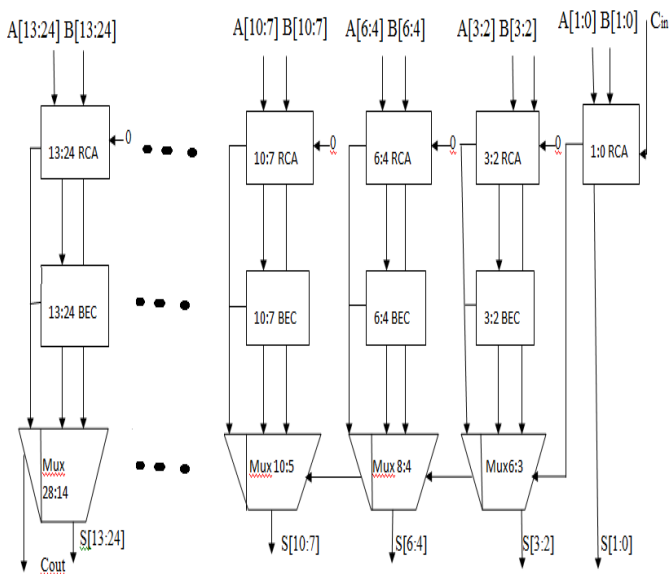 A[13:24] B[13:24]
A[10:7] B[10:7]
A[6:4] B[6:4]
A[3:2] B[3:2]
A[1:0] B[1:0]
Cin
13:24 RCA
0
10:7 RCA
0
6:4 RCA
0
3:2 RCA
0
1:0 RCA
13:24 BEC
10:7 BEC
6:4 BEC
3:2 BEC
Mux
28:14
Mux 10:5
Mux 8:4
Mux6:3
S[13:24]
S[10:7]
S[6:4]
S[3:2]
S[1:0]
Cout